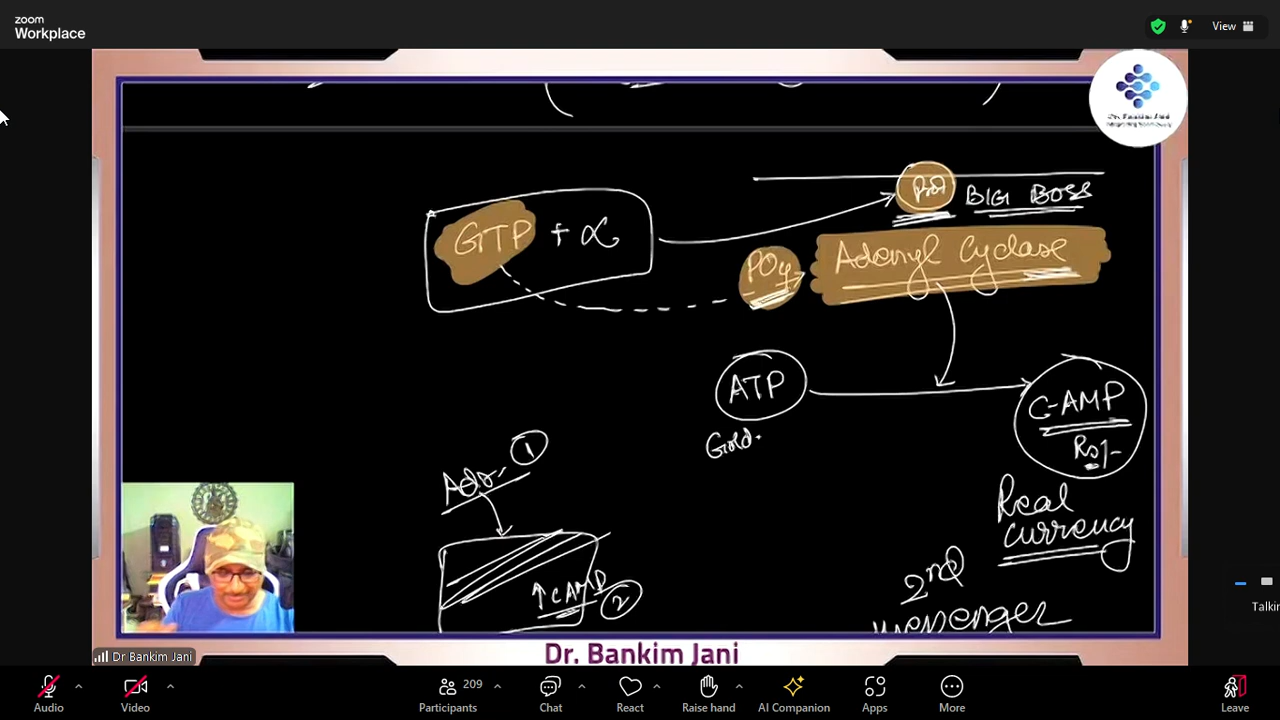 zoom
Workplace
View
BIG BOSS
GTP + α
PO4
Adenyl Cyclase
ATP
C-AMP
Rs/-
Gold.
Adr.
1
Real
currency
↑cAMP
2
2nd
messenger
Talkin
Dr Bankim Jani
Dr. Bankim Jani
Audio
Video
209
Participants
Chat
React
Raise hand
AI Companion
Apps
More
Leave